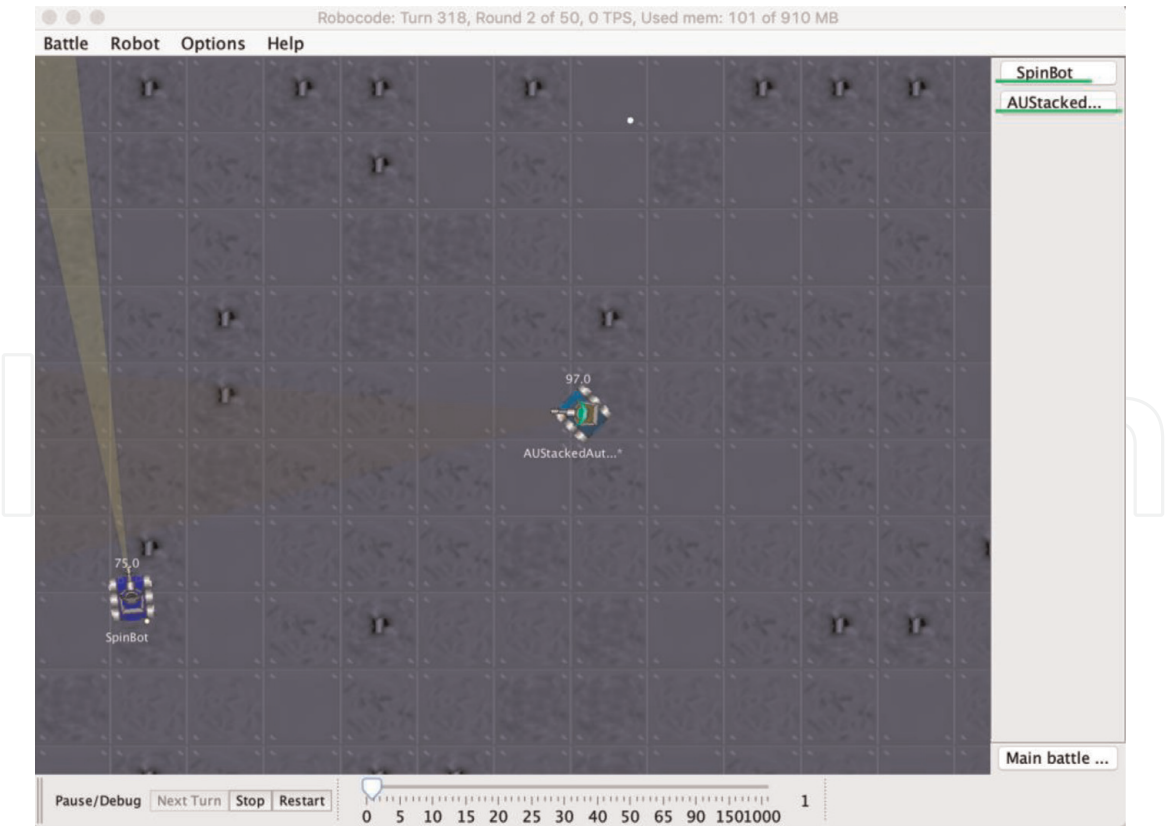 Robocode: Turn 318, Round 2 of 50, 0 TPS, Used mem: 101 of 910 MB
Battle Robot Options Help
SpinBot
AUStacked...
97.0
AUStackedAut...*
75.0
SpinBot
Main battle ...
Pause/Debug Next Turn Stop Restart 1
0 5 10 15 20 25 30 40 50 65 90 1501000